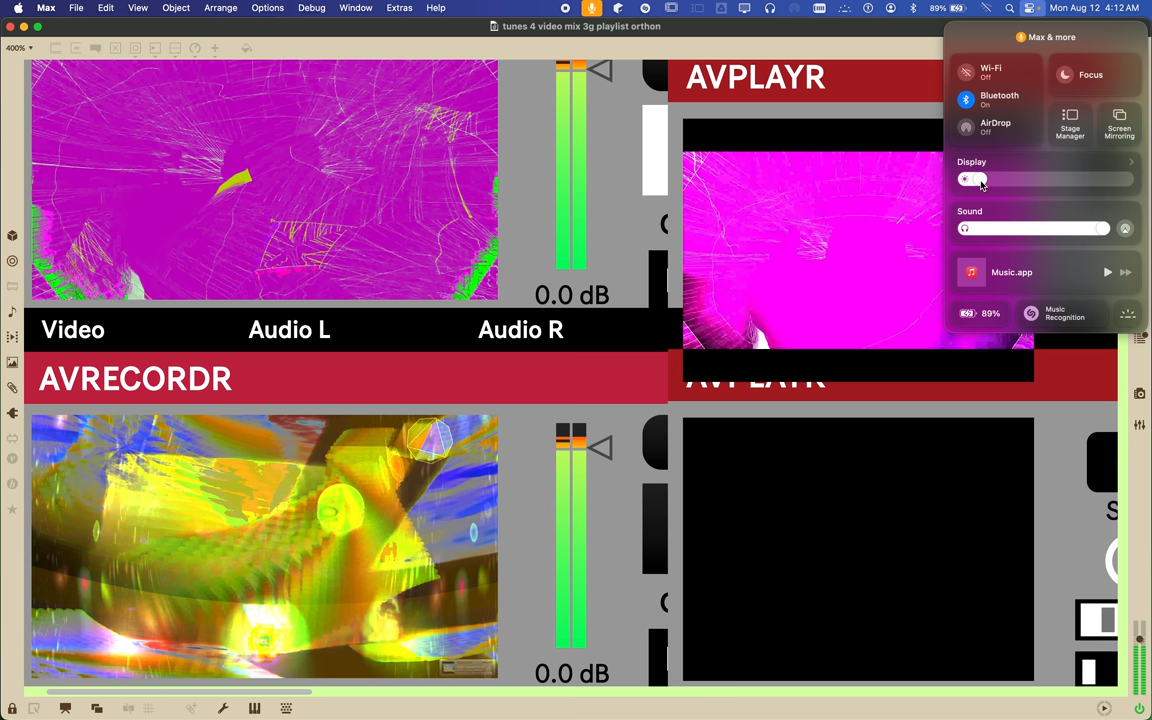 Max File Edit View Object Arrange Options Debug Window Extras Help 89% Mon Aug 12 4:12 AM
tunes 4 video mix 3g playlist orthon
400%
Max & more
Wi-Fi
Off
Focus
Bluetooth
On
AirDrop
Off
Stage
Manager
Screen
Mirroring
Display
Sound
Music.app
89%
Music
Recognition
AVPLAYR
0.0 dB
Video Audio L Audio R
AVRECORDR
AVPLAYR
0.0 dB